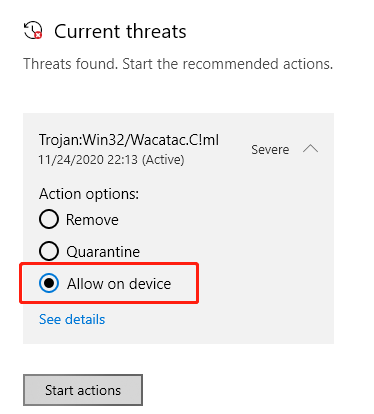 Current threats
Threats found. Start the recommended actions.
Trojan:Win32/Wacatac.C!ml
11/24/2020 22:13 (Active)
Severe
Action options:
Remove
Quarantine
Allow on device
See details
Start actions